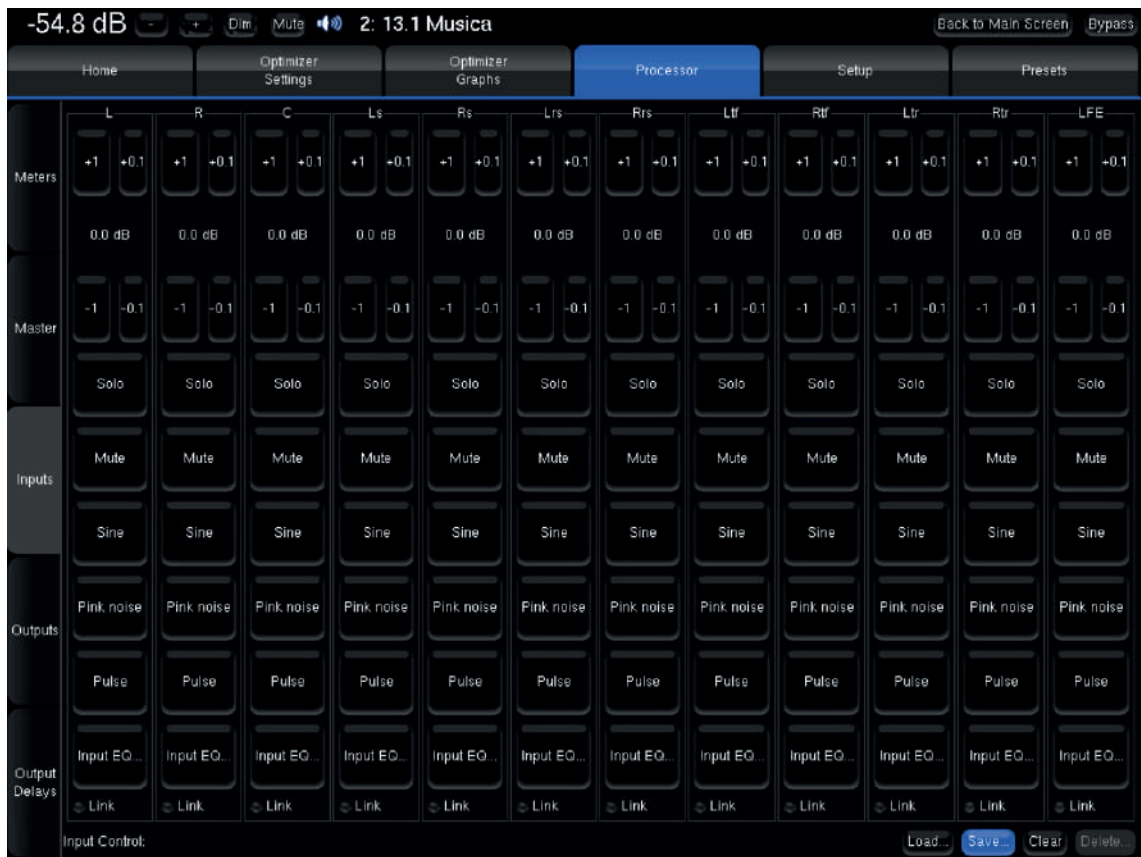 -54.8 dB - + Dim Mute 2: 13.1 Musica Back to Main Screen Bypass
Home Optimizer Settings Optimizer Graphs Processor Setup Presets
L R C Ls Rs Lrs Rrs Ltf Rtf Ltr Rtr LFE
Meters +1 +0.1 +1 +0.1 +1 +0.1 +1 +0.1 +1 +0.1 +1 +0.1 +1 +0.1 +1 +0.1 +1 +0.1 +1 +0.1 +1 +0.1 +1 +0.1
0.0 dB 0.0 dB 0.0 dB 0.0 dB 0.0 dB 0.0 dB 0.0 dB 0.0 dB 0.0 dB 0.0 dB 0.0 dB 0.0 dB
Master -1 -0.1 -1 -0.1 -1 -0.1 -1 -0.1 -1 -0.1 -1 -0.1 -1 -0.1 -1 -0.1 -1 -0.1 -1 -0.1 -1 -0.1 -1 -0.1
Solo Solo Solo Solo Solo Solo Solo Solo Solo Solo Solo Solo
Inputs Mute Mute Mute Mute Mute Mute Mute Mute Mute Mute Mute Mute
Sine Sine Sine Sine Sine Sine Sine Sine Sine Sine Sine Sine
Outputs Pink noise Pink noise Pink noise Pink noise Pink noise Pink noise Pink noise Pink noise Pink noise Pink noise Pink noise Pink noise
Pulse Pulse Pulse Pulse Pulse Pulse Pulse Pulse Pulse Pulse Pulse Pulse
Output Delays Input EQ... Input EQ... Input EQ... Input EQ... Input EQ... Input EQ... Input EQ... Input EQ... Input EQ... Input EQ... Input EQ... Input EQ...
Link Link Link Link Link Link Link Link Link Link Link Link
Input Control: Load... Save... Clear Delete...